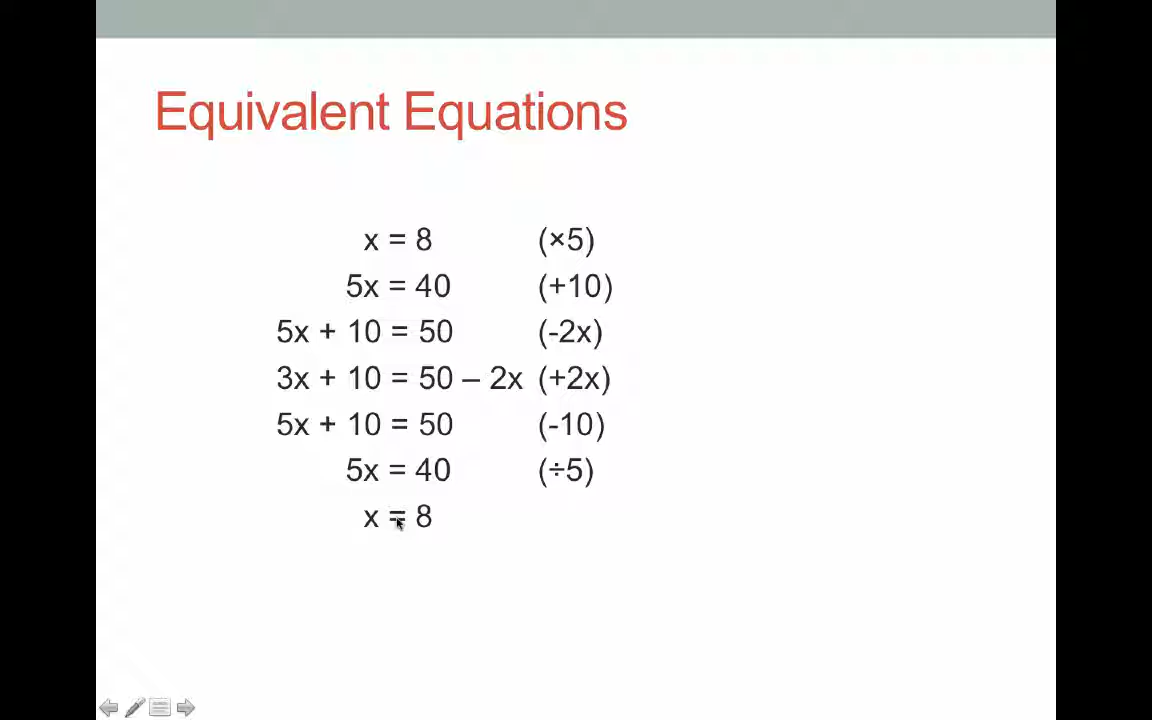 Equivalent Equations
x = 8 (×5)
5x = 40 (+10)
5x + 10 = 50 (-2x)
3x + 10 = 50 – 2x (+2x)
5x + 10 = 50 (-10)
5x = 40 (÷5)
x = 8